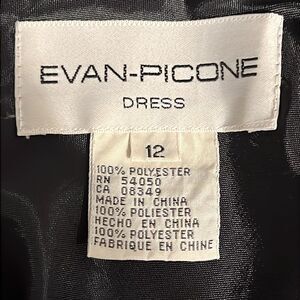 EVAN-PICONE
DRESS
12
100% POLYESTER
RN 54050
CA 08349
MADE IN CHINA
100% POLIESTER
HECHO EN CHINA
100% POLYESTER
FABRIQUE EN CHINE